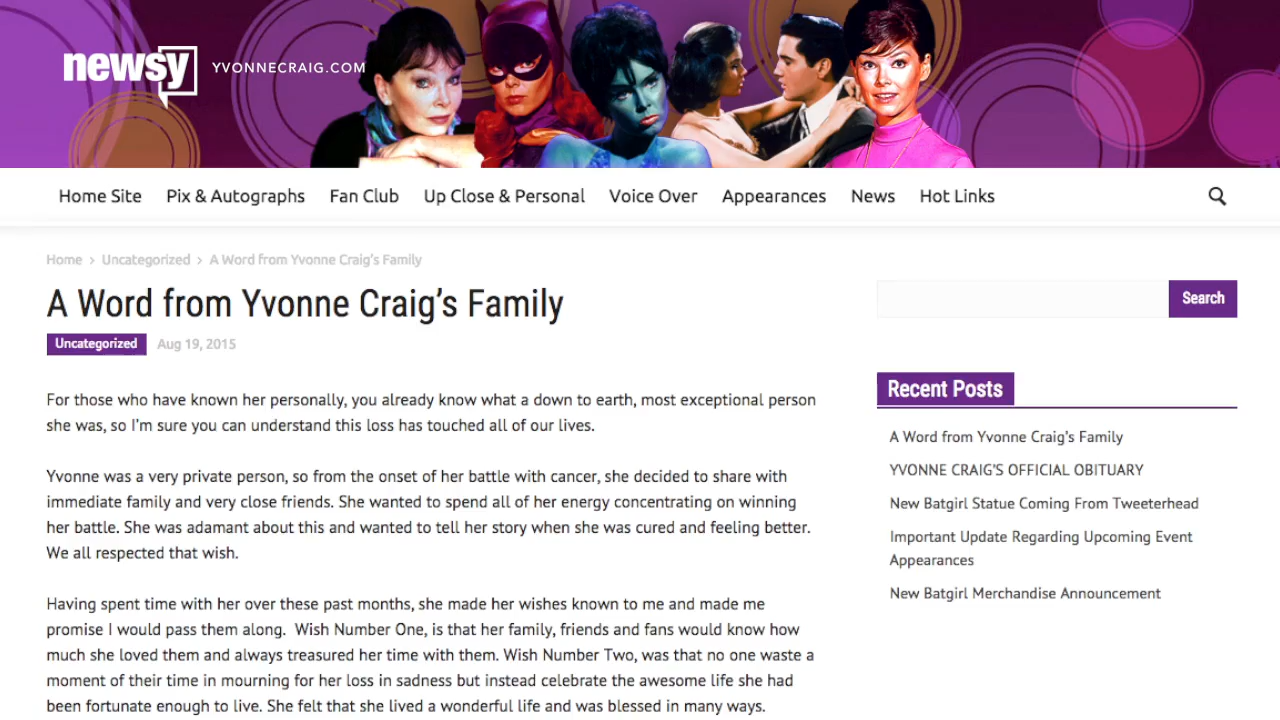 newsy YVONNECRAIG.COM
Home Site Pix & Autographs Fan Club Up Close & Personal Voice Over Appearances News Hot Links
Home > Uncategorized > A Word from Yvonne Craig's Family
A Word from Yvonne Craig's Family
Uncategorized Aug 19, 2015
For those who have known her personally, you already know what a down to earth, most exceptional person
she was, so I'm sure you can understand this loss has touched all of our lives.
Yvonne was a very private person, so from the onset of her battle with cancer, she decided to share with
immediate family and very close friends. She wanted to spend all of her energy concentrating on winning
her battle. She was adamant about this and wanted to tell her story when she was cured and feeling better.
We all respected that wish.
Having spent time with her over these past months, she made her wishes known to me and made me
promise I would pass them along.  Wish Number One, is that her family, friends and fans would know how
much she loved them and always treasured her time with them. Wish Number Two, was that no one waste a
moment of their time in mourning for her loss in sadness but instead celebrate the awesome life she had
been fortunate enough to live. She felt that she lived a wonderful life and was blessed in many ways.
Search
Recent Posts
A Word from Yvonne Craig's Family
YVONNE CRAIG'S OFFICIAL OBITUARY
New Batgirl Statue Coming From Tweeterhead
Important Update Regarding Upcoming Event
Appearances
New Batgirl Merchandise Announcement